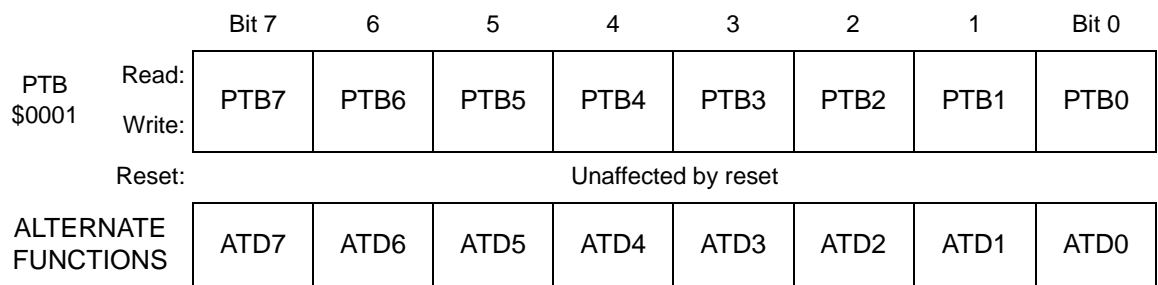 Bit 7 6 5 4 3 2 1 Bit 0
PTB $0001 Read: Write: PTB7 PTB6 PTB5 PTB4 PTB3 PTB2 PTB1 PTB0
Reset: Unaffected by reset
ALTERNATE FUNCTIONS ATD7 ATD6 ATD5 ATD4 ATD3 ATD2 ATD1 ATD0